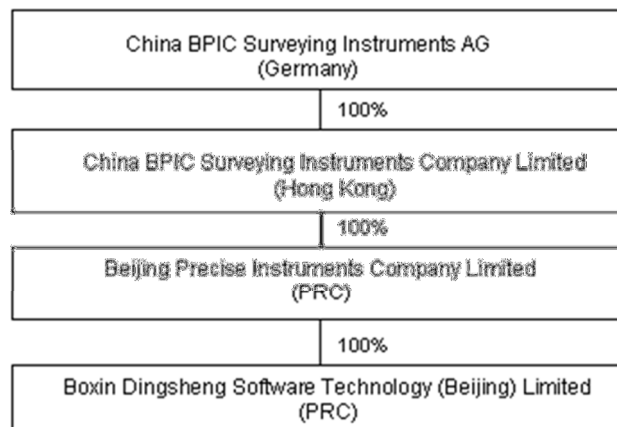 China BPIC Surveying Instruments AG
(Germany)
100%
China BPIC Surveying Instruments Company Limited
(Hong Kong)
100%
Beijing Precise Instruments Company Limited
(PRC)
100%
Boxin Dingsheng Software Technology (Beijing) Limited
(PRC)